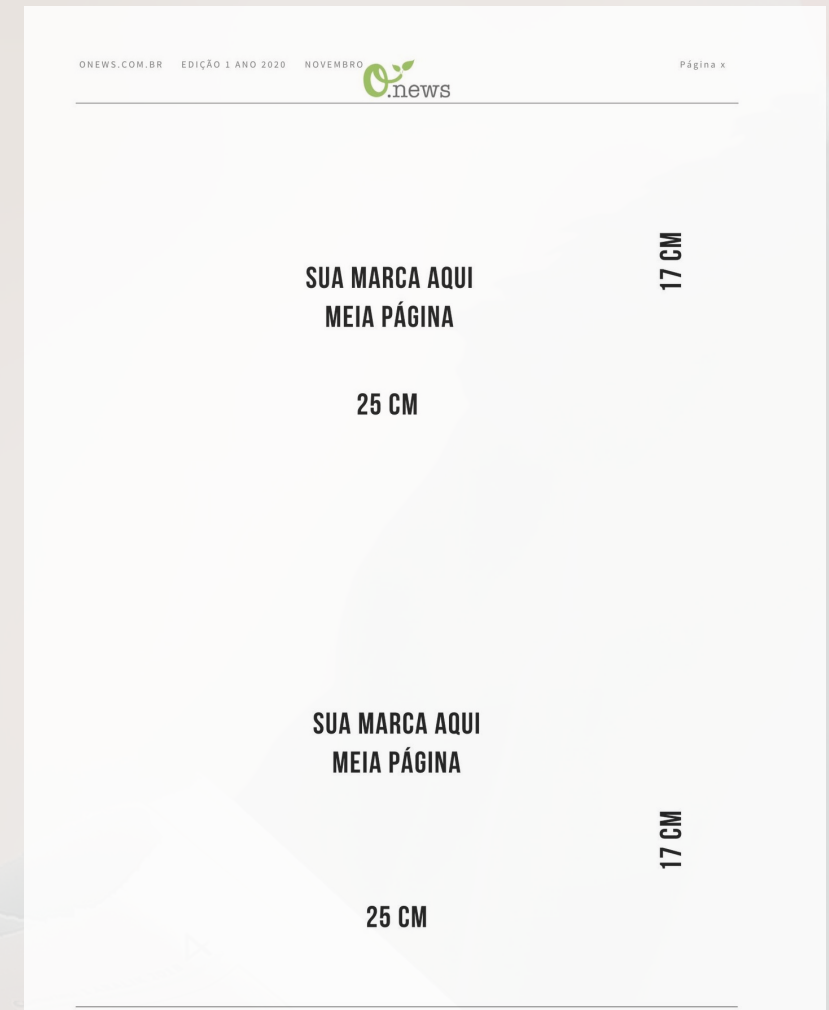 ONEWS.COM.BR EDIÇÃO 1 ANO 2020 NOVEMBRO O.news Página x
SUA MARCA AQUI
MEIA PÁGINA
17 CM
25 CM
SUA MARCA AQUI
MEIA PÁGINA
17 CM
25 CM